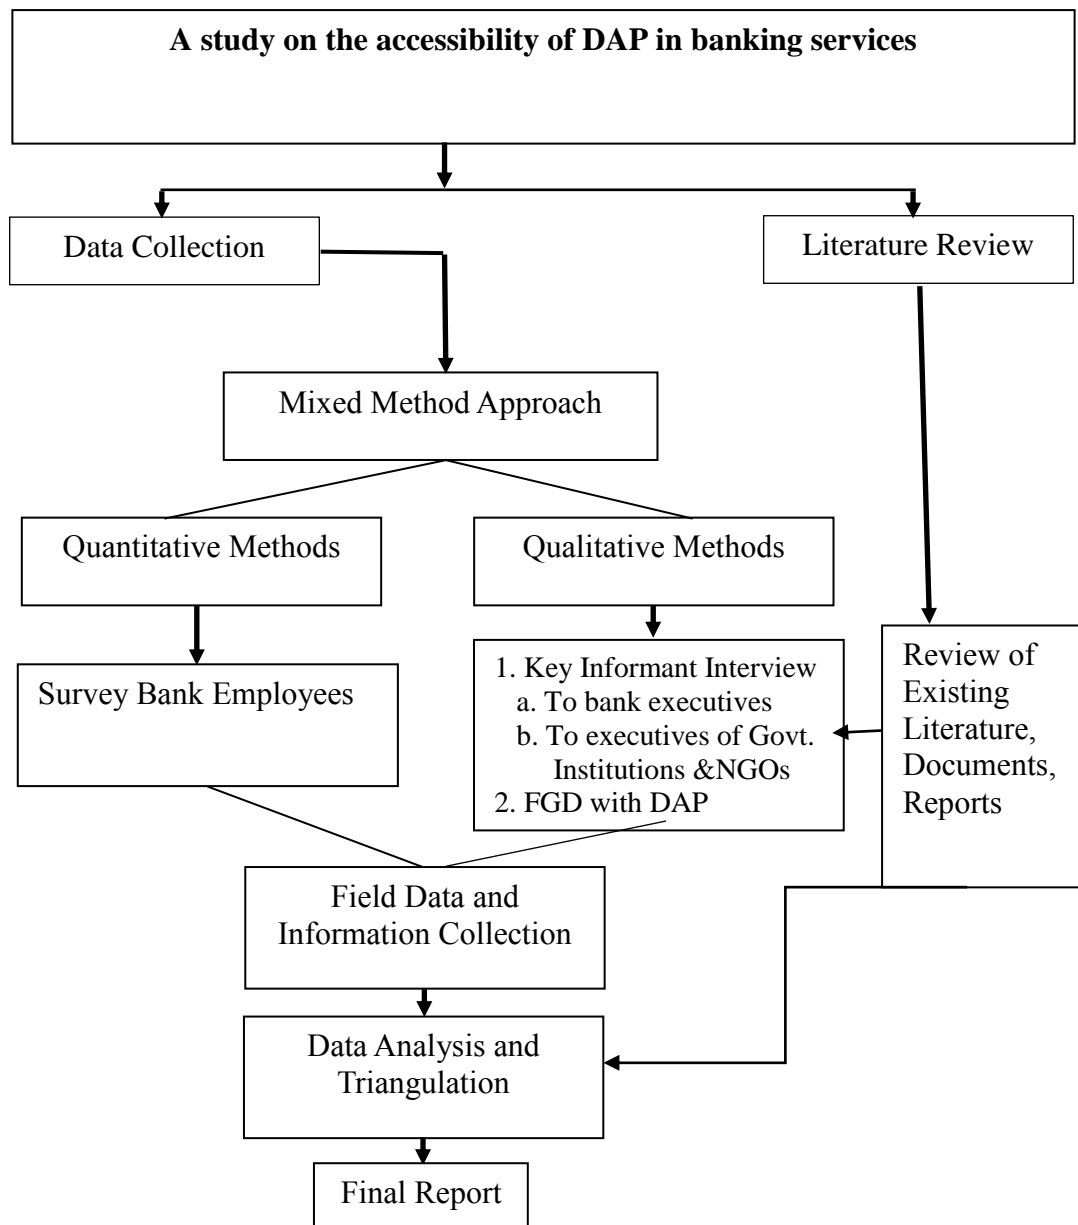 A study on the accessibility of DAP in banking services
Data Collection
Literature Review
Mixed Method Approach
Quantitative Methods
Qualitative Methods
Survey Bank Employees
1. Key Informant Interview
a. To bank executives
b. To executives of Govt.
Institutions &NGOs
2. FGD with DAP
Review of
Existing
Literature,
Documents,
Reports
Field Data and
Information Collection
Data Analysis and
Triangulation
Final Report